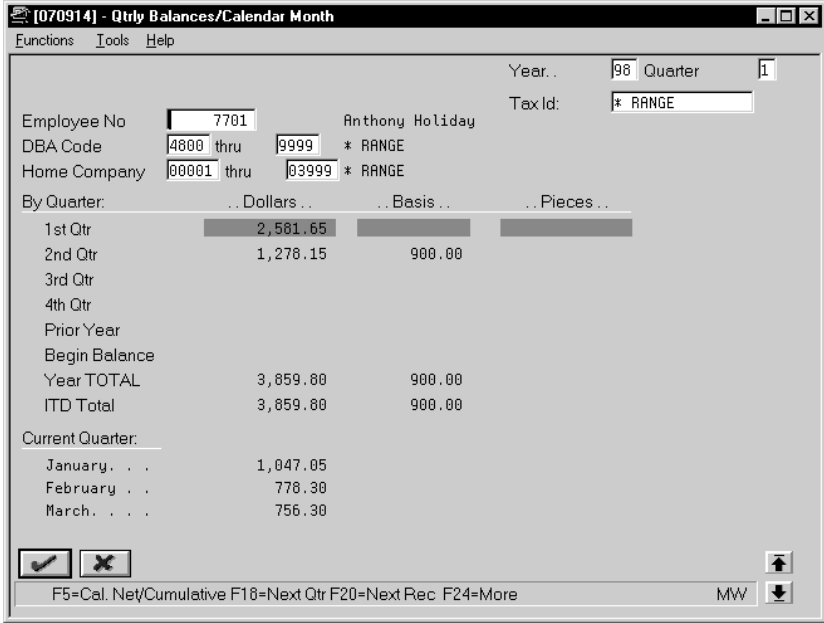 [070914] - Qtrly Balances/Calendar Month
Functions Tools Help
Year. . 98 Quarter 1
Tax Id: * RANGE
Employee No 7701 Anthony Holiday
DBA Code 4800 thru 9999 * RANGE
Home Company 00001 thru 03999 * RANGE
By Quarter: . . Dollars . . . . Basis . . . . Pieces . .
1st Qtr 2,581.65
2nd Qtr 1,278.15 900.00
3rd Qtr
4th Qtr
Prior Year
Begin Balance
Year TOTAL 3,859.80 900.00
ITD Total 3,859.80 900.00
Current Quarter:
January. . . 1,047.05
February . . 778.30
March. . . . 756.30
F5=Cal. Net/Cumulative F18=Next Qtr F20=Next Rec F24=More MW